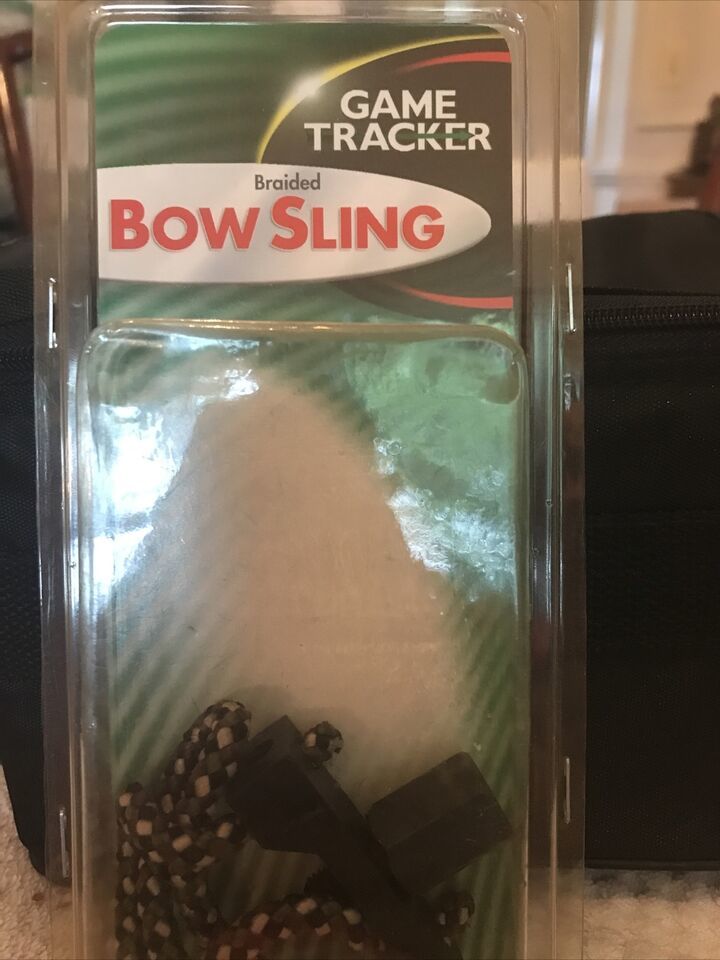 GAME
TRACKER
Braided
BOW SLING